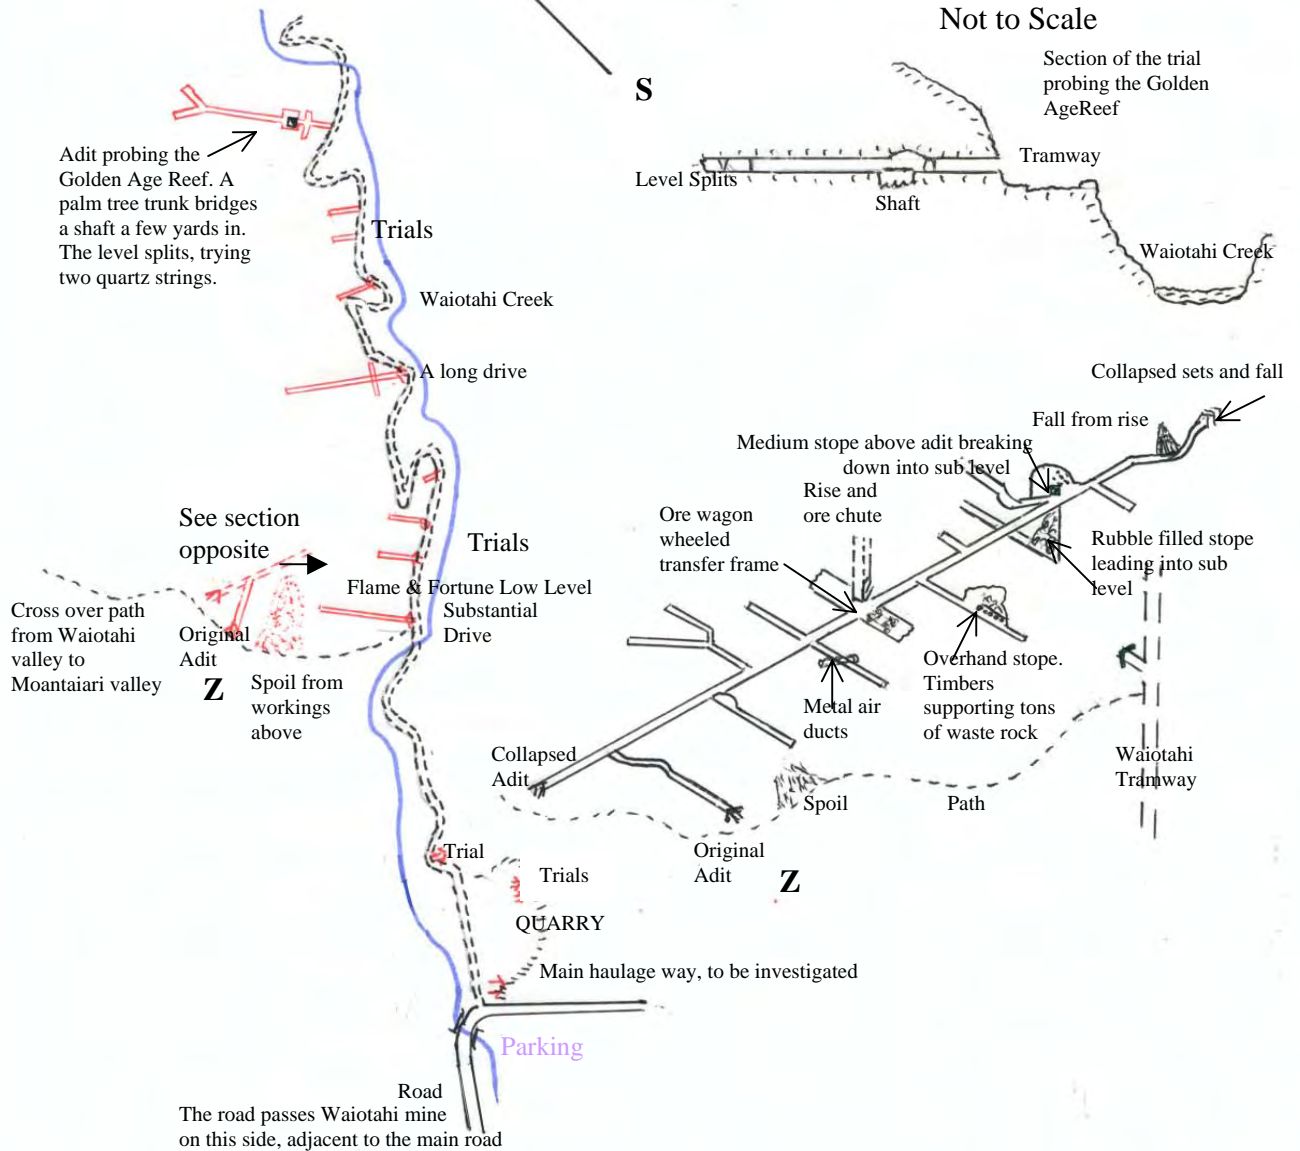 Not to Scale
S
Section of the trial
probing the Golden
AgeReef
Adit probing the
Golden Age Reef. A
palm tree trunk bridges
a shaft a few yards in.
The level splits, trying
two quartz strings.
Level Splits
Shaft
Tramway
Waiotahi Creek
Trials
Waiotahi Creek
A long drive
Collapsed sets and fall
Fall from rise
Medium stope above adit breaking
down into sub level
Rise and
ore chute
Ore wagon
wheeled
transfer frame
Rubble filled stope
leading into sub
level
See section
opposite
Trials
Flame & Fortune Low Level
Substantial
Drive
Cross over path
from Waiotahi
valley to
Moantaiari valley
Original
Adit
Z
Spoil from
workings
above
Overhand stope.
Timbers
supporting tons
of waste rock
Metal air
ducts
Collapsed
Adit
Spoil
Path
Waiotahi
Tramway
Original
Adit
Z
Trial
Trials
QUARRY
Main haulage way, to be investigated
Parking
Road
The road passes Waiotahi mine
on this side, adjacent to the main road